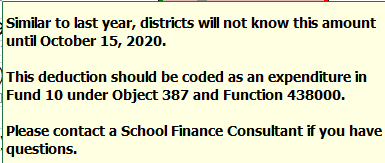 Similar to last year, districts will not know this amount
until October 15, 2020.
This deduction should be coded as an expenditure in
Fund 10 under Object 387 and Function 438000.
Please contact a School Finance Consultant if you have
questions.